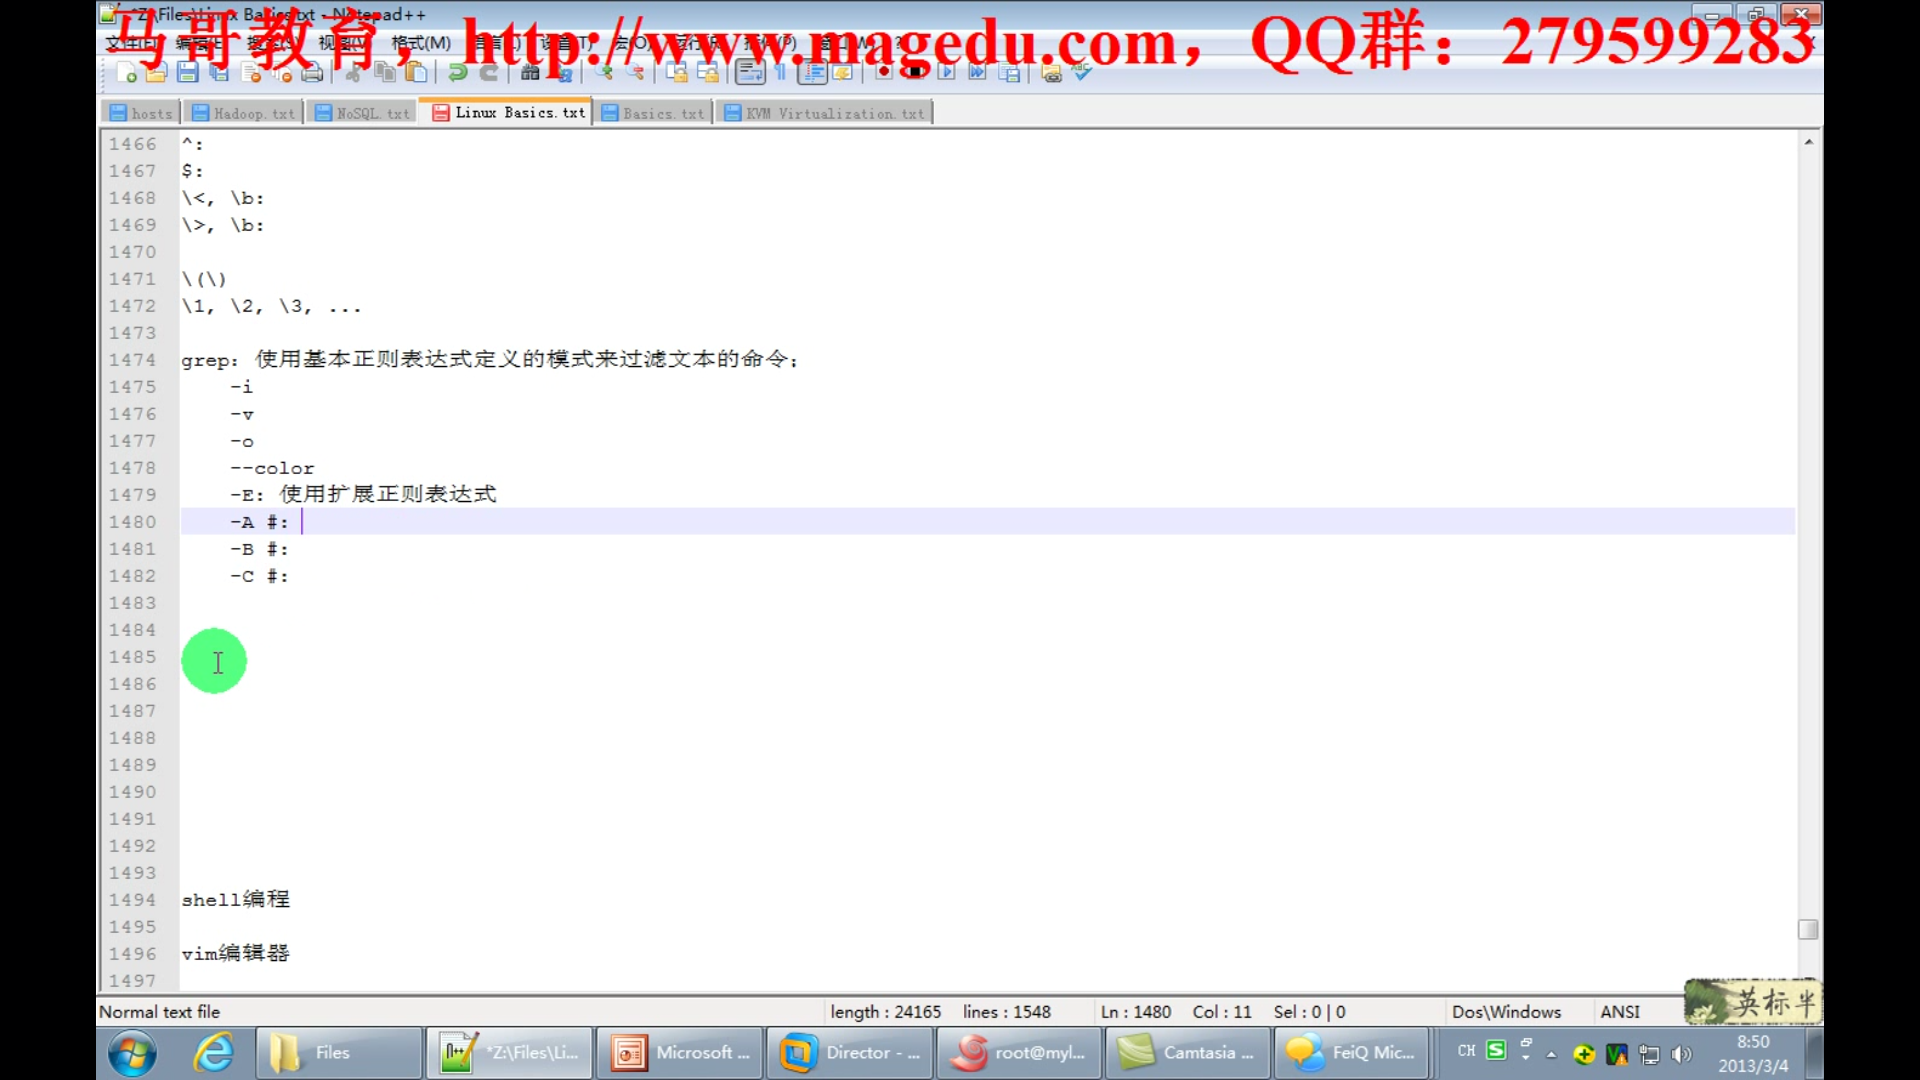 *Z:\Files\Linux Basics.txt - Notepad++
马哥教育，http://www.magedu.com，QQ群：279599283
格式(M)
hosts Hadoop.txt NoSQL.txt Linux Basics.txt Basics.txt KVM Virtualization.txt
1466 ^:
1467 $:
1468 \<, \b:
1469 \>, \b:
1470
1471 \(\)
1472 \1, \2, \3, ...
1473
1474 grep: 使用基本正则表达式定义的模式来过滤文本的命令;
1475 -i
1476 -v
1477 -o
1478 --color
1479 -E: 使用扩展正则表达式
1480 -A #:
1481 -B #:
1482 -C #:
1483
1484
1485
1486
1487
1488
1489
1490
1491
1492
1493
1494 shell编程
1495
1496 vim编辑器
1497
Normal text file length : 24165 lines : 1548 Ln : 1480 Col : 11 Sel : 0 | 0 Dos\Windows ANSI
英标半
Files *Z:\Files\Li... Microsoft ... Director - ... root@myl... Camtasia ... FeiQ Mic... CH 8:50
2013/3/4